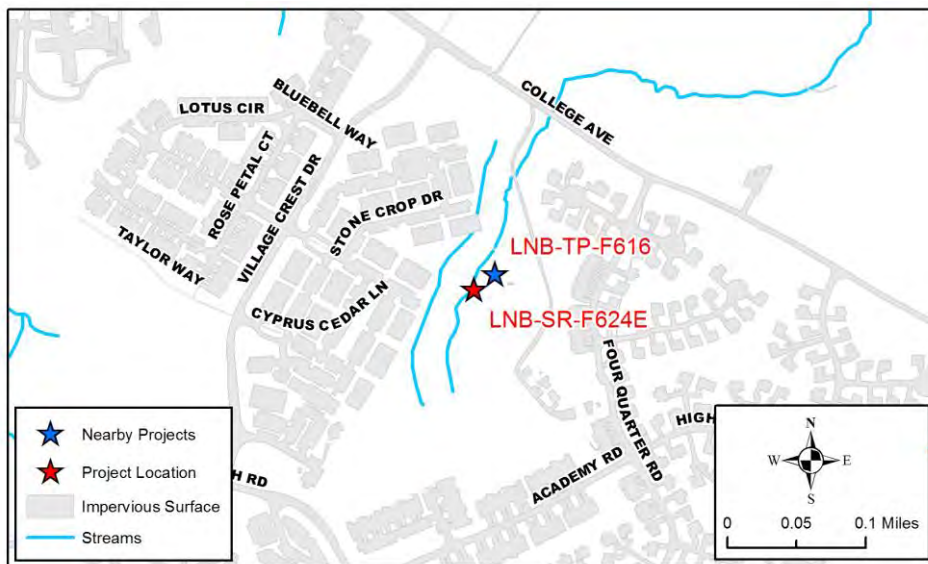 COLLEGE AVE
BLUEBELL WAY
LOTUS CIR
ROSE PETAL CT
VILLAGE CREST DR
STONE CROP DR
TAYLOR WAY
LNB-TP-F616
CYPRUS CEDAR LN
LNB-SR-F624E
FOUR QUARTER RD
HIGH
ACADEMY RD
H RD
Nearby Projects
Project Location
Impervious Surface
Streams
N
W
E
S
0 0.05 0.1 Miles